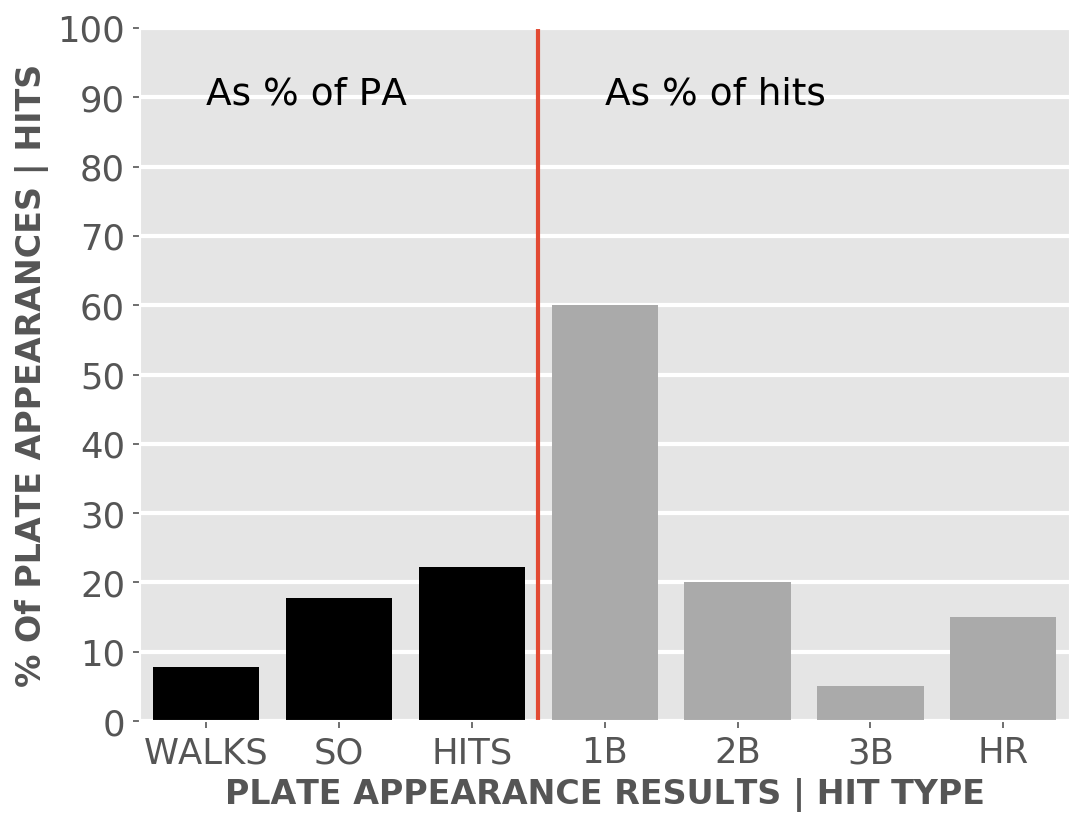 % Of PLATE APPEARANCES | HITS
100
90
80
70
60
50
40
30
20
10
0
As % of PA
As % of hits
WALKS SO HITS 1B 2B 3B HR
PLATE APPEARANCE RESULTS | HIT TYPE